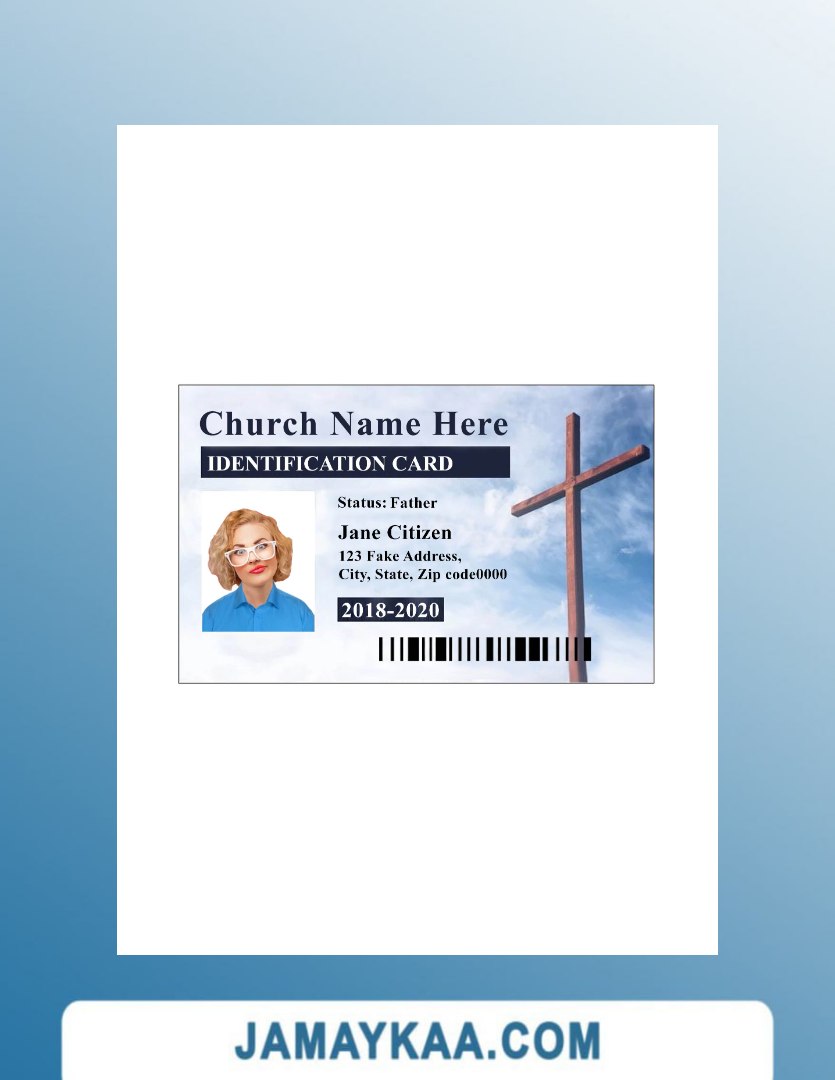 Church Name Here
IDENTIFICATION CARD
Status: Father
Jane Citizen
123 Fake Address,
City, State, Zip code0000
2018-2020
JAMAYKAA.COM